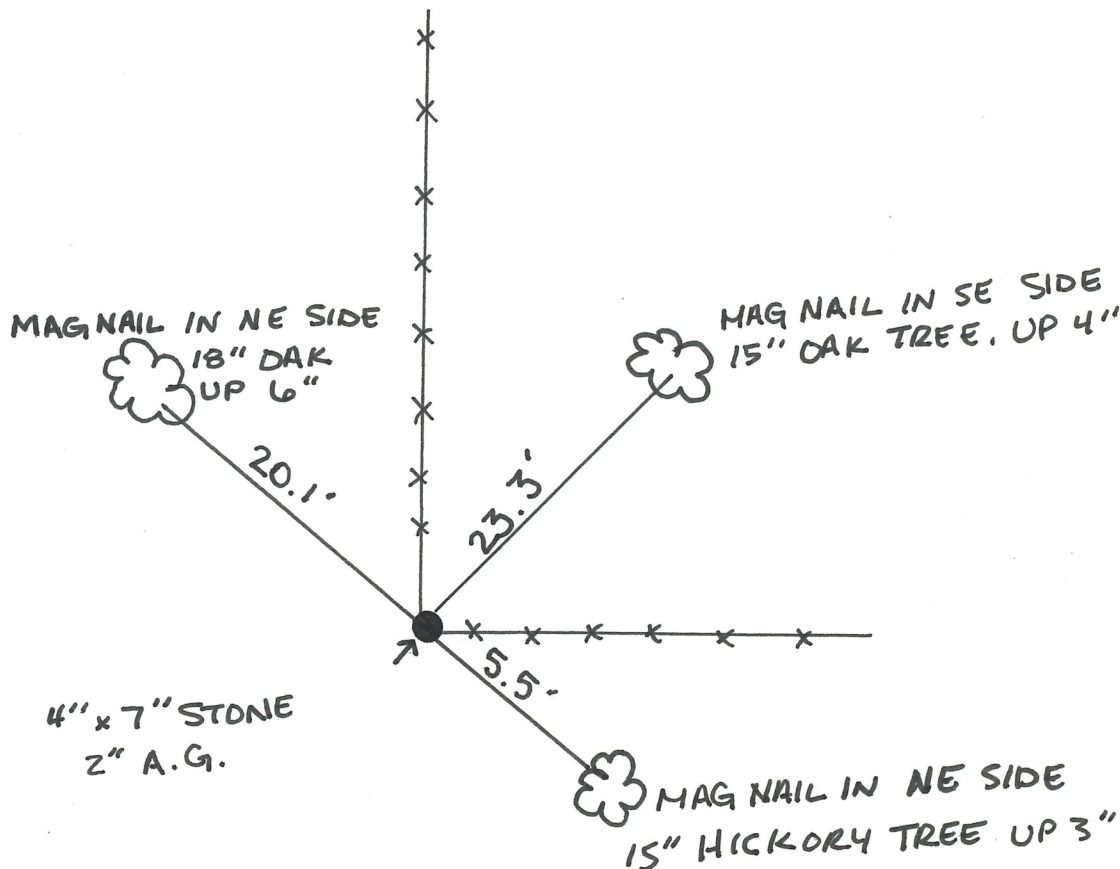 MAG NAIL IN NE SIDE
18" OAK
UP 6"
MAG NAIL IN SE SIDE
15" OAK TREE. UP 4"
20.1'
23.3'
5.5'
4" x 7" STONE
2" A.G.
MAG NAIL IN NE SIDE
15" HICKORY TREE UP 3"